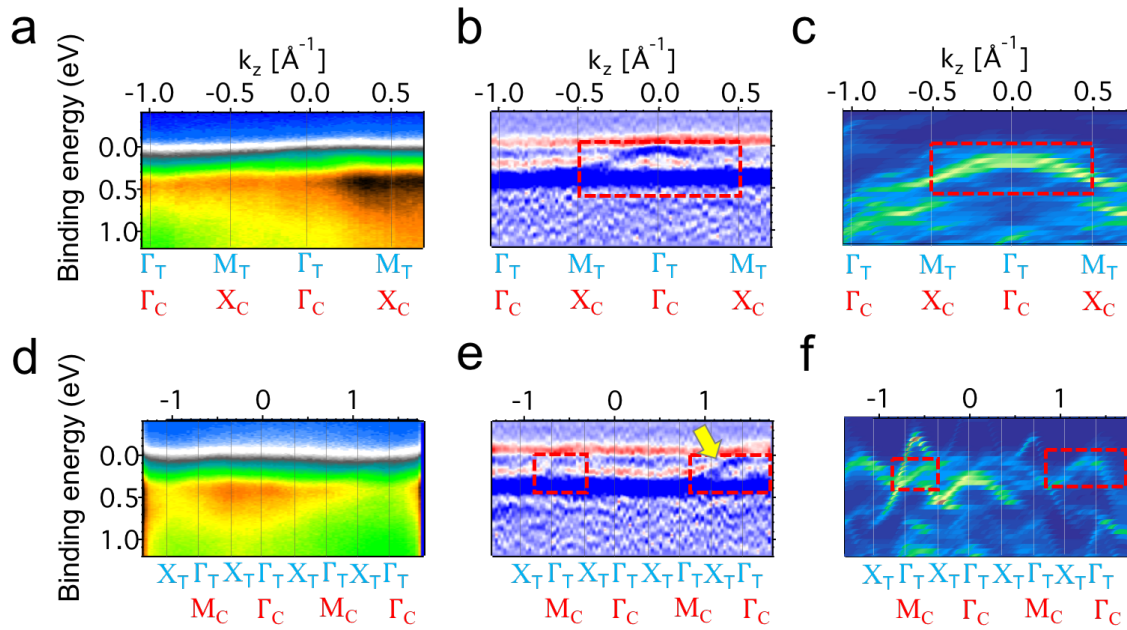 a
b
c
k_z [Å^-1]
k_z [Å^-1]
k_z [Å^-1]
-1.0 -0.5 0.0 0.5
-1.0 -0.5 0.0 0.5
-1.0 -0.5 0.0 0.5
Binding energy (eV)
0.0
0.5
1.0
Γ_T M_T Γ_T M_T
Γ_T M_T Γ_T M_T
Γ_T M_T Γ_T M_T
Γ_C X_C Γ_C X_C
Γ_C X_C Γ_C X_C
Γ_C X_C Γ_C X_C
d
e
f
-1 0 1
-1 0 1
-1 0 1
Binding energy (eV)
0.0
0.5
1.0
X_T Γ_T X_T Γ_T X_T Γ_T X_T Γ_T
X_T Γ_T X_T Γ_T X_T Γ_T X_T Γ_T
X_T Γ_T X_T Γ_T X_T Γ_T X_T Γ_T
M_C Γ_C M_C Γ_C
M_C Γ_C M_C Γ_C
M_C Γ_C M_C Γ_C